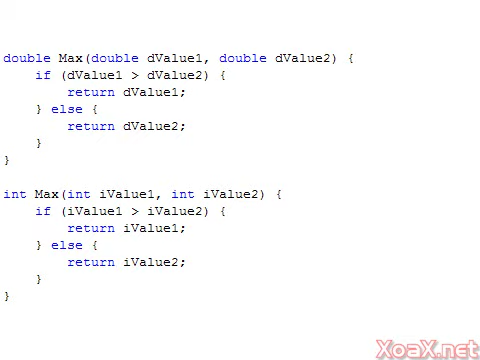 double Max(double dValue1, double dValue2) {
    if (dValue1 > dValue2) {
        return dValue1;
    } else {
        return dValue2;
    }
}

int Max(int iValue1, int iValue2) {
    if (iValue1 > iValue2) {
        return iValue1;
    } else {
        return iValue2;
    }
}
XoaX.net